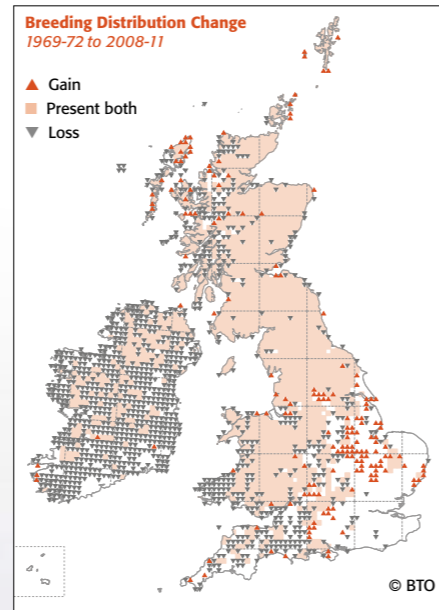 Breeding Distribution Change
1969-72 to 2008-11
Gain
Present both
Loss
© BTO